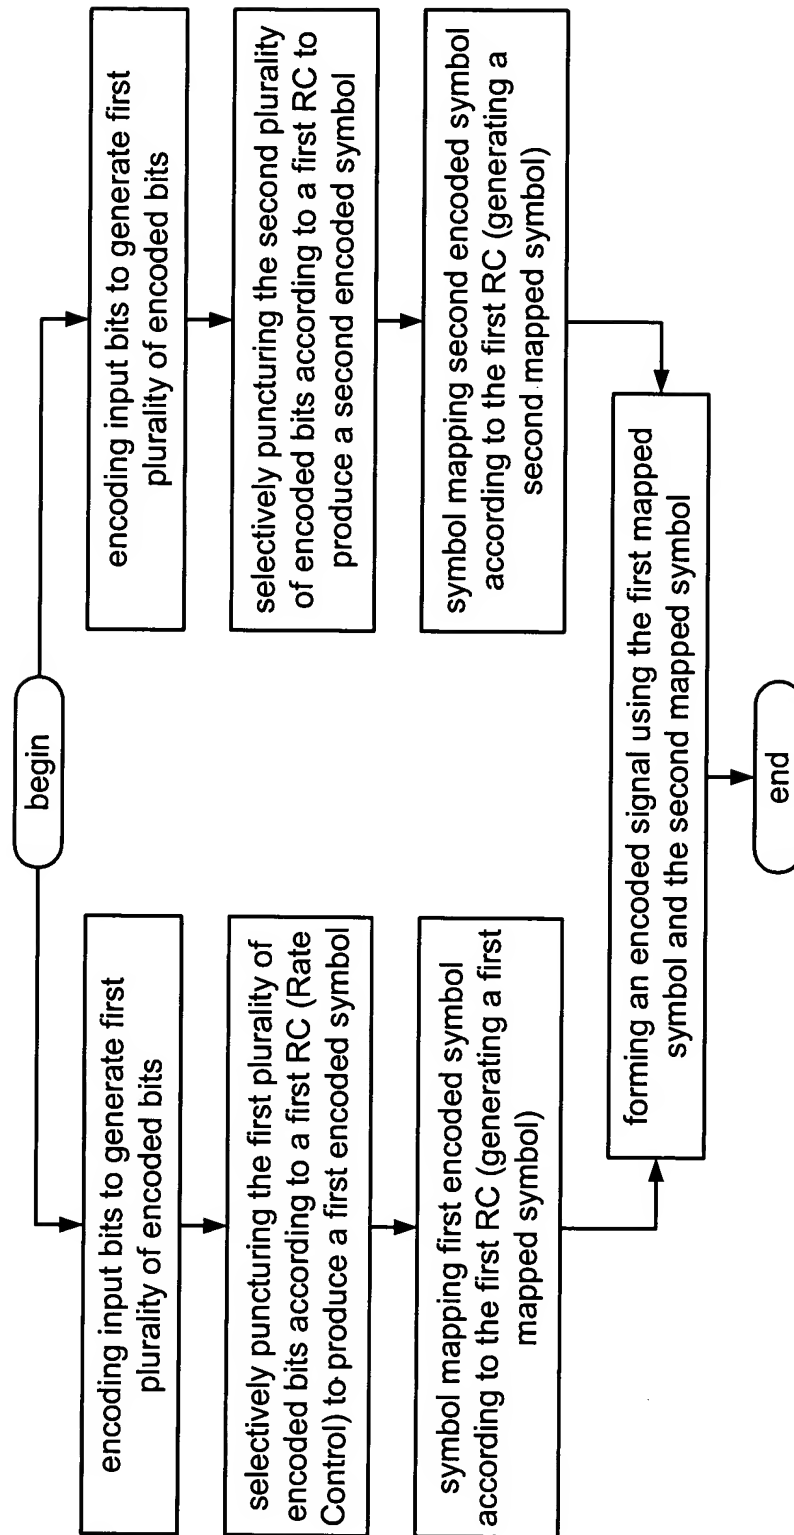 begin
encoding input bits to generate first
plurality of encoded bits
selectively puncturing the first plurality of
encoded bits according to a first RC (Rate
Control) to produce a first encoded symbol
symbol mapping first encoded symbol
according to the first RC (generating a first
mapped symbol)
encoding input bits to generate first
plurality of encoded bits
selectively puncturing the second plurality
of encoded bits according to a first RC to
produce a second encoded symbol
symbol mapping second encoded symbol
according to the first RC (generating a
second mapped symbol)
forming an encoded signal using the first mapped
symbol and the second mapped symbol
end